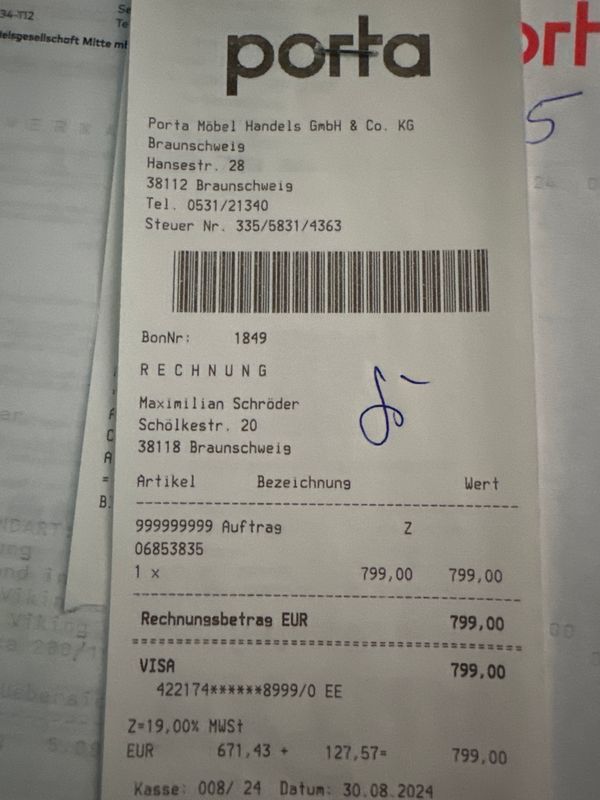 porta
Porta Möbel Handels GmbH & Co. KG
Braunschweig
Hansestr. 28
38112 Braunschweig
Tel. 0531/21340
Steuer Nr. 335/5831/4363
BonNr: 1849
RECHNUNG
Maximilian Schröder
Schölkestr. 20
38118 Braunschweig
Artikel Bezeichnung Wert
999999999 Auftrag Z
06853835
1 x 799,00 799,00
Rechnungsbetrag EUR 799,00
VISA 799,00
422174******8999/0 EE
Z=19,00% MWSt
EUR 671,43 + 127,57= 799,00
Kasse: 008/ 24 Datum: 30.08.2024